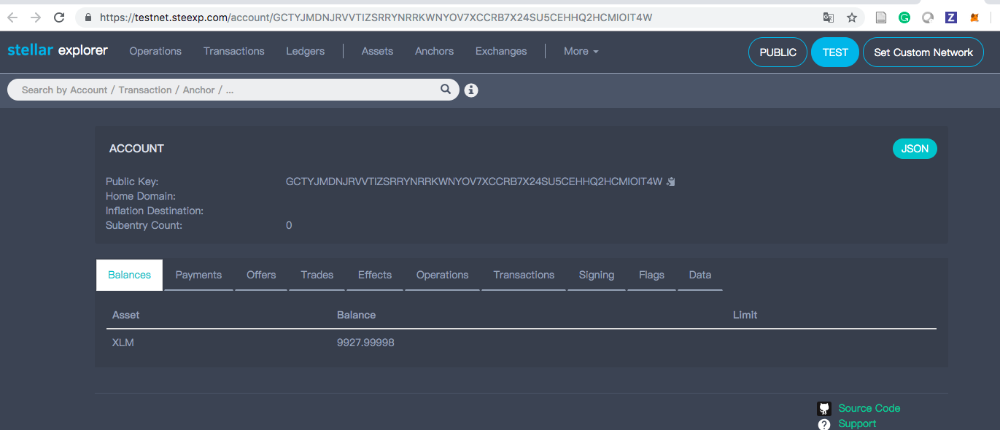 https://testnet.steexp.com/account/GCTYJMDNJRVVTIZSRRYNRRKWNYOV7XCCRB7X24SU5CEHHQ2HCMIOIT4W
stellar explorer Operations Transactions Ledgers Assets Anchors Exchanges More PUBLIC TEST Set Custom Network
Search by Account / Transaction / Anchor / ...
ACCOUNT JSON
Public Key: GCTYJMDNJRVVTIZSRRYNRRKWNYOV7XCCRB7X24SU5CEHHQ2HCMIOIT4W
Home Domain:
Inflation Destination:
Subentry Count: 0
Balances Payments Offers Trades Effects Operations Transactions Signing Flags Data
Asset Balance Limit
XLM 9927.99998
Source Code
Support